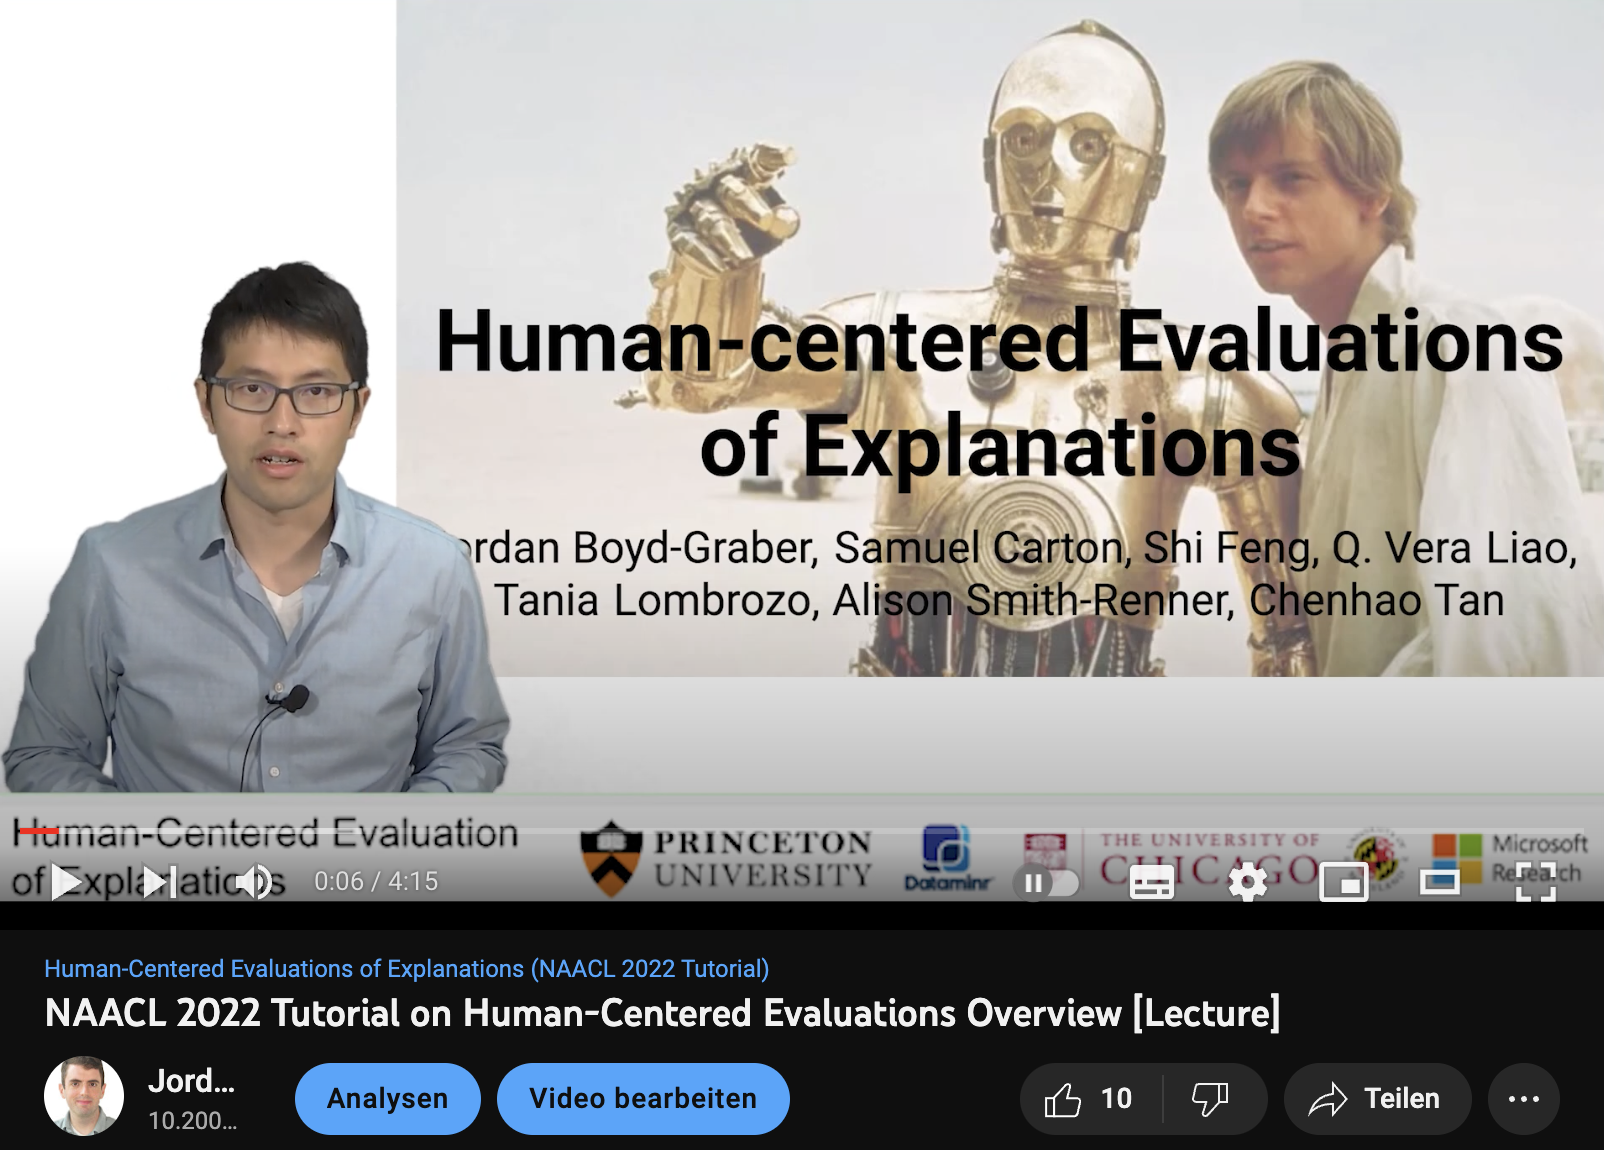 Human-centered Evaluations
of Explanations
ordan Boyd-Graber, Samuel Carton, Shi Feng, Q. Vera Liao,
Tania Lombrozo, Alison Smith-Renner, Chenhao Tan
Human-Centered Evaluation
of Explanations
PRINCETON
UNIVERSITY
Dataminr
THE UNIVERSITY OF
CHICAGO
Microsoft
Research
0:06 / 4:15
Human-Centered Evaluations of Explanations (NAACL 2022 Tutorial)
NAACL 2022 Tutorial on Human-Centered Evaluations Overview [Lecture]
Jord...
10.200...
Analysen
Video bearbeiten
10
Teilen